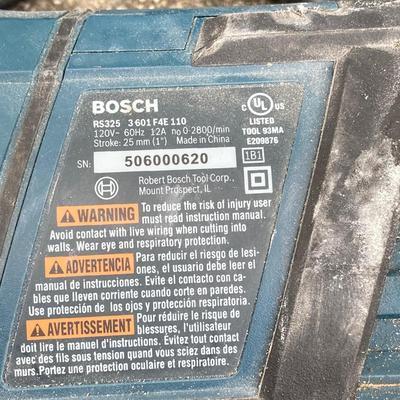 BOSCH
RS325 3 601 F4E 110
120V~ 60Hz 12A no 0-2800/min
Stroke: 25 mm (1") Made in China
SN: 506000620
1B1
C UL US
LISTED
TOOL 93MA
E209876
Robert Bosch Tool Corp.,
Mount Prospect, IL
WARNING To reduce the risk of injury user
must read instruction manual.
Avoid contact with live wiring when cutting into
walls. Wear eye and respiratory protection.
ADVERTENCIA Para reducir el riesgo de lesi-
ones, el usuario debe leer el
manual de instrucciones. Evite el contacto con ca-
bles que lleven corriente cuando corte en paredes.
Use protección de los ojos y protección respiratoria.
AVERTISSEMENT Pour réduire le risque de
blessures, l'utilisateur
doit lire le manuel d'instructions. Évitez tout contact
avec des fils sous tension quand vous sciez dans des
murs.Portez une protection oculaire et respiratoire.